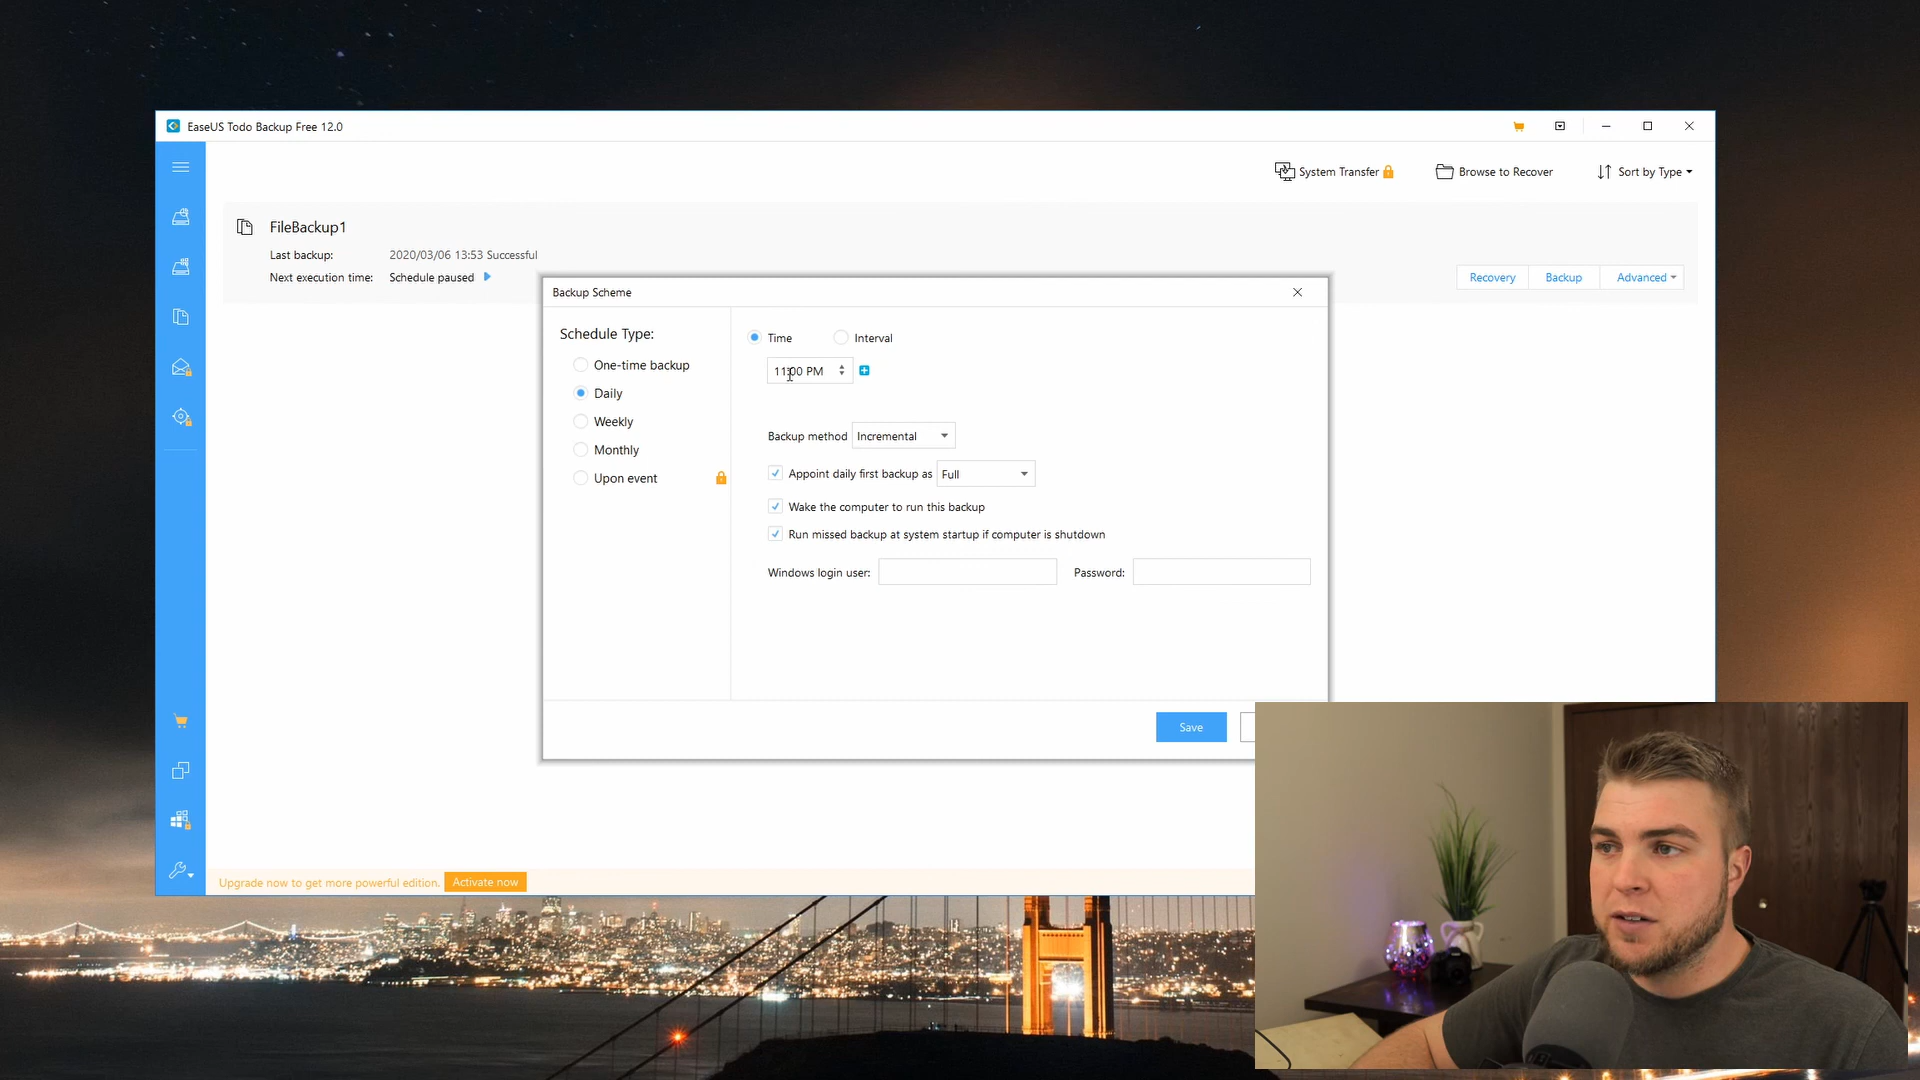 EaseUS Todo Backup Free 12.0
System Transfer
Browse to Recover
Sort by Type
FileBackup1
Last backup: 2020/03/06 13:53 Successful
Next execution time: Schedule paused
Recovery
Backup
Advanced
Backup Scheme
Schedule Type:
One-time backup
Daily
Weekly
Monthly
Upon event
Time
Interval
11:00 PM
Backup method Incremental
Appoint daily first backup as Full
Wake the computer to run this backup
Run missed backup at system startup if computer is shutdown
Windows login user:
Password:
Save
Upgrade now to get more powerful edition.
Activate now